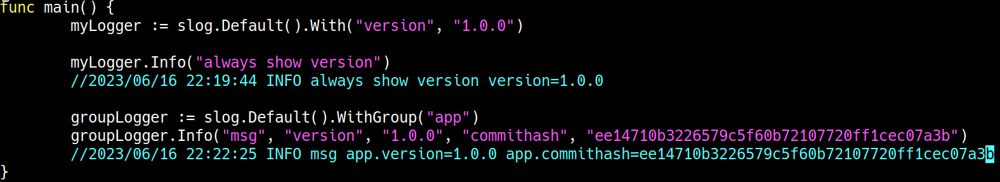 func main() {
        myLogger := slog.Default().With("version", "1.0.0")

        myLogger.Info("always show version")
        //2023/06/16 22:19:44 INFO always show version version=1.0.0

        groupLogger := slog.Default().WithGroup("app")
        groupLogger.Info("msg", "version", "1.0.0", "commithash", "ee14710b3226579c5f60b72107720ff1cec07a3b")
        //2023/06/16 22:22:25 INFO msg app.version=1.0.0 app.commithash=ee14710b3226579c5f60b72107720ff1cec07a3b
}